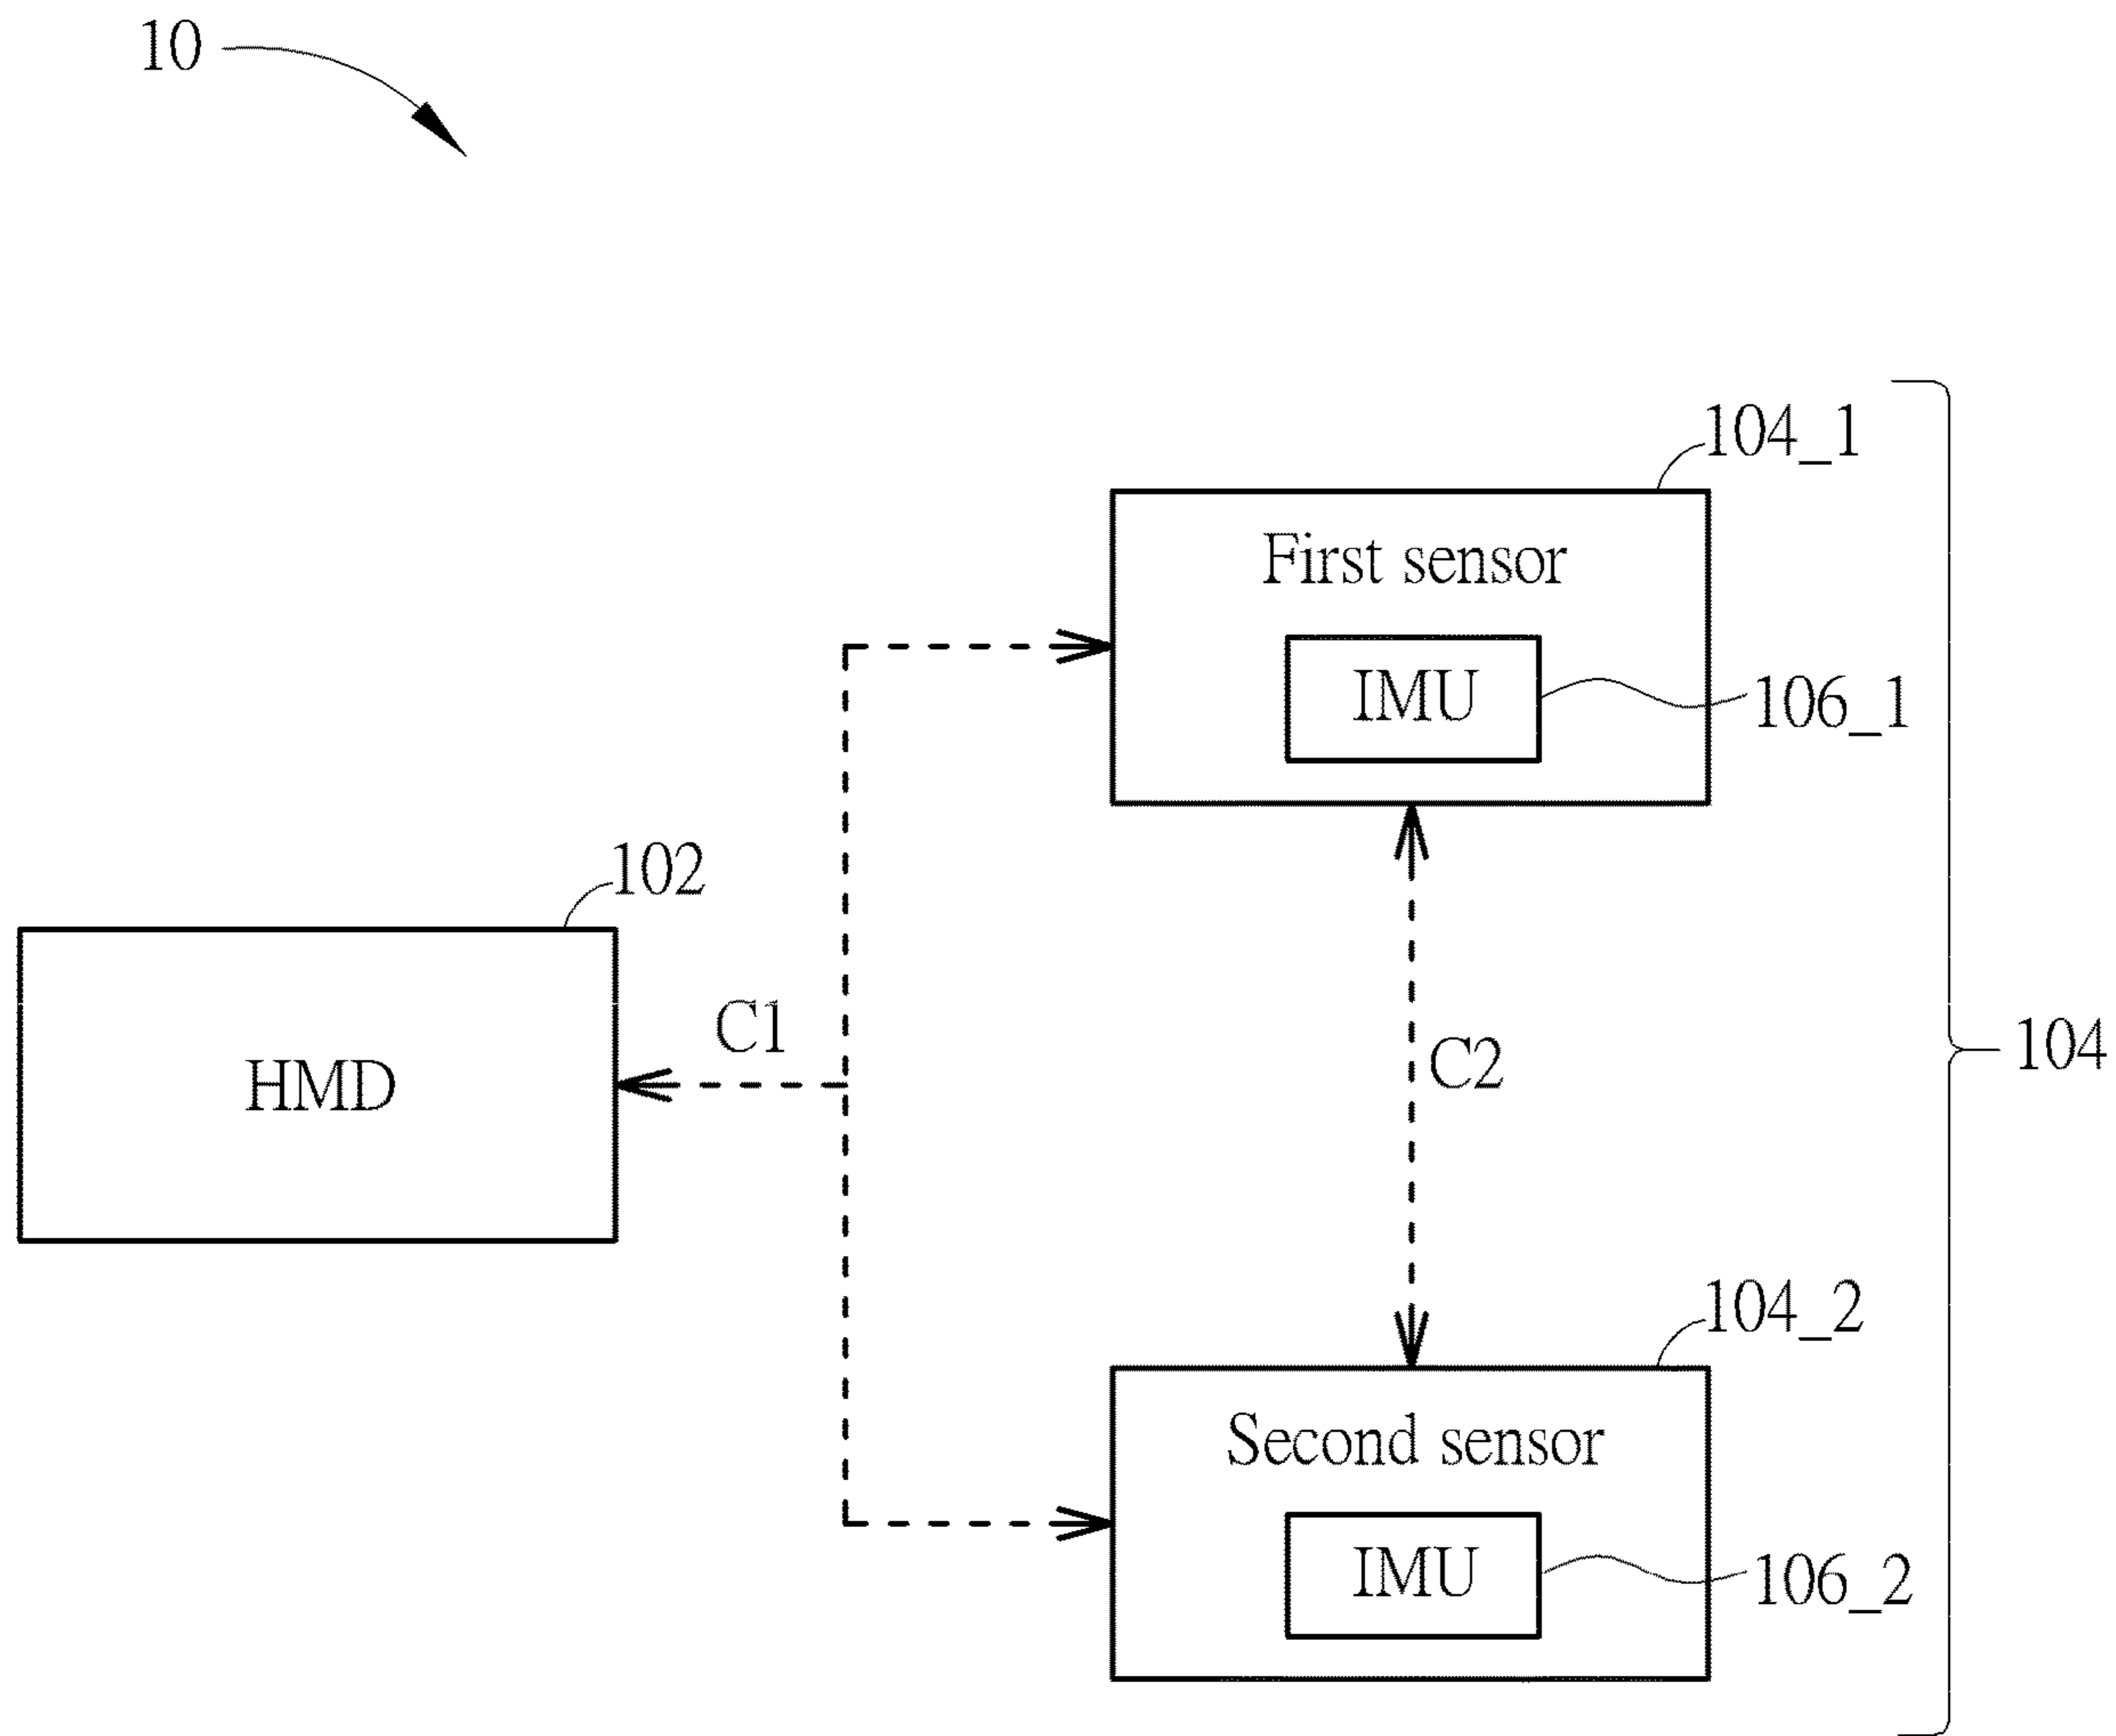 10
104_1
First sensor
IMU
106_1
102
C1
HMD
C2
104
104_2
Second sensor
IMU
106_2